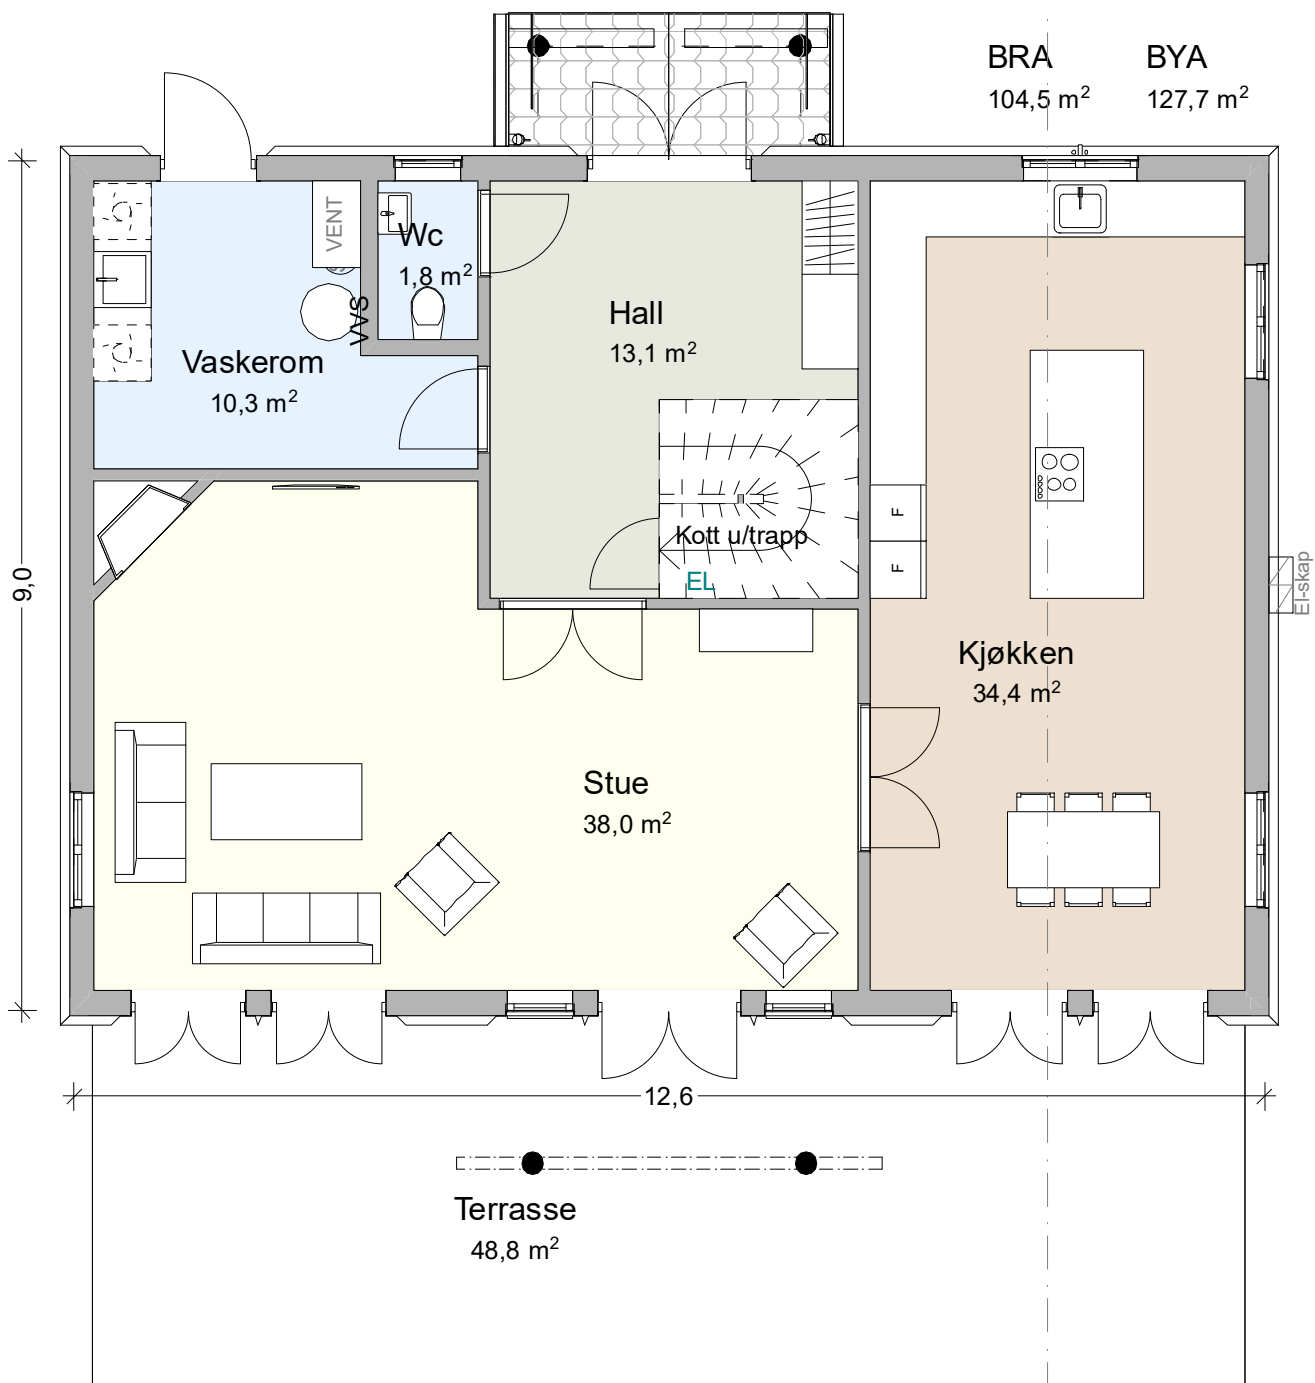 BRA
104,5 m²
BYA
127,7 m²
VENT
Wc
1,8 m²
VVS
Hall
13,1 m²
Vaskerom
10,3 m²
Kott u/trapp
EL
F
F
El-skap
9,0
Kjøkken
34,4 m²
Stue
38,0 m²
12,6
Terrasse
48,8 m²